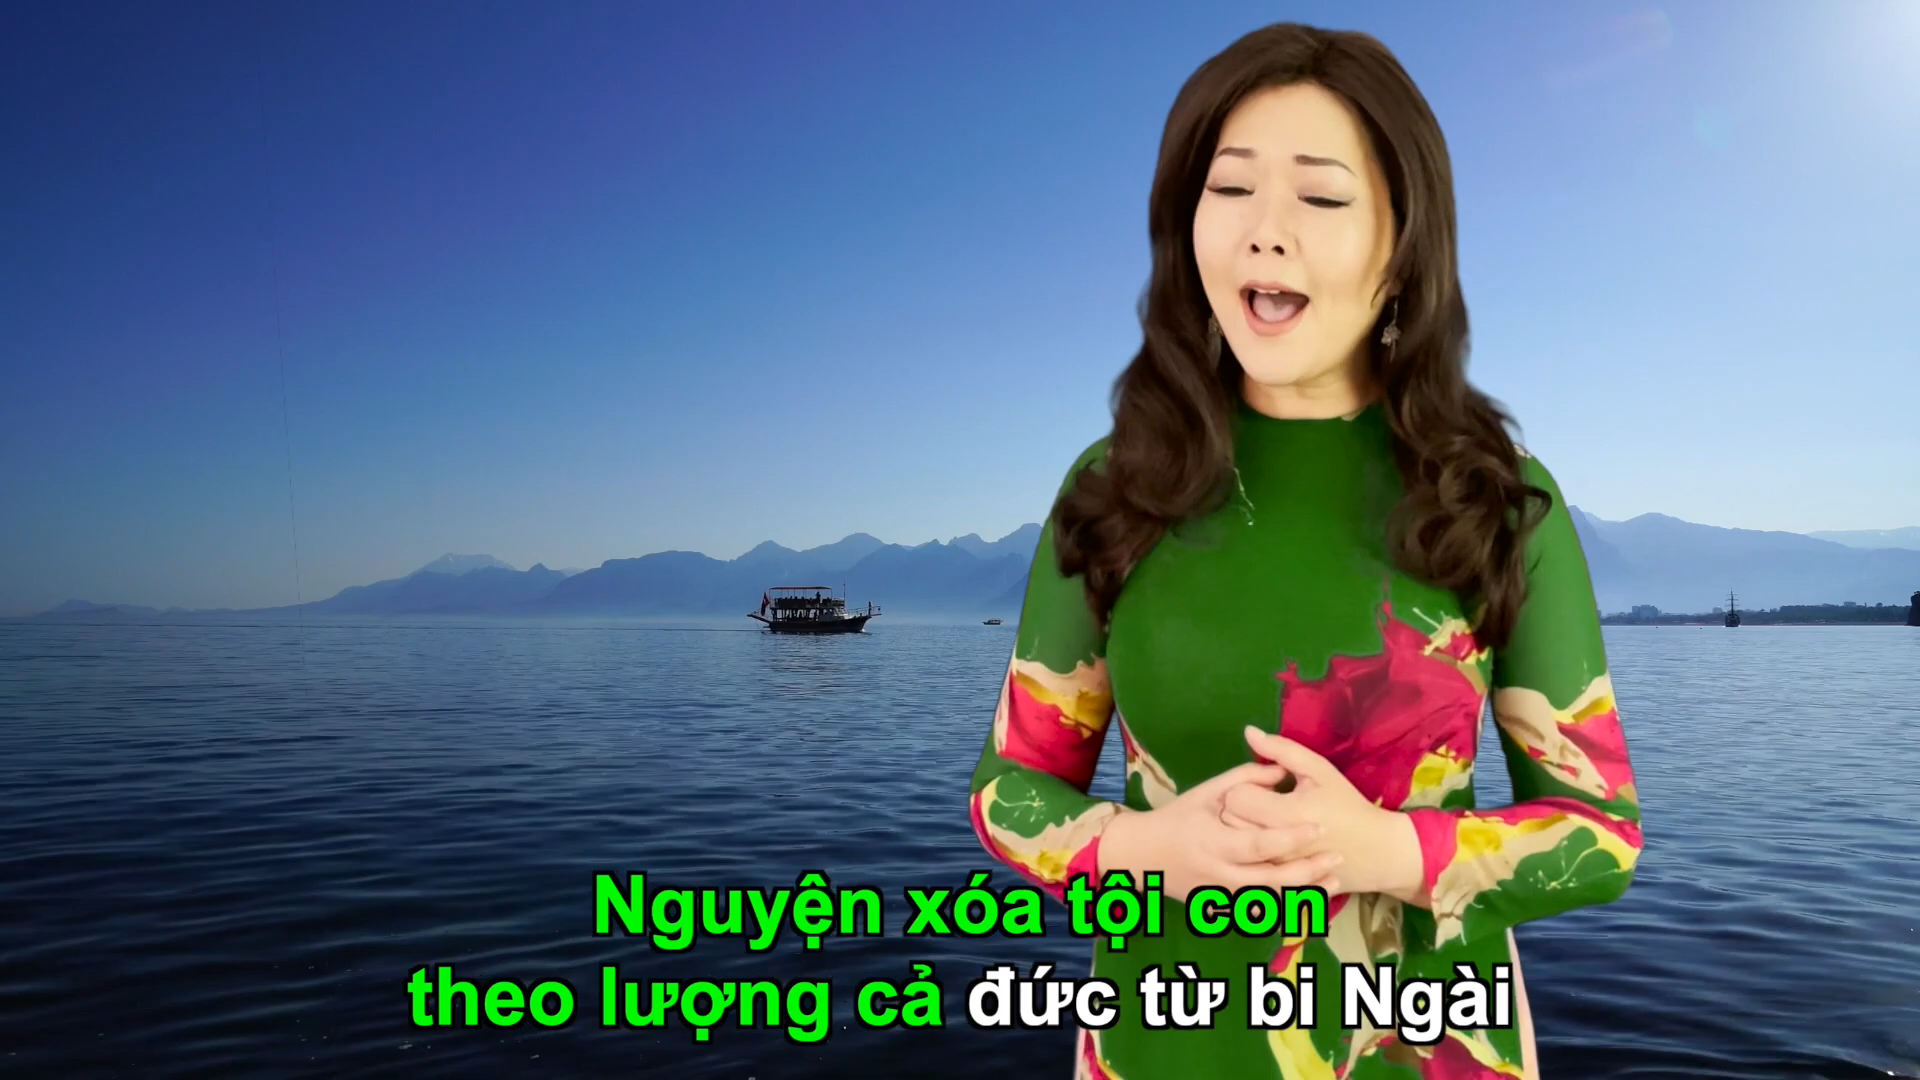 Nguyện xóa tội con
theo lượng cả đức từ bi Ngài